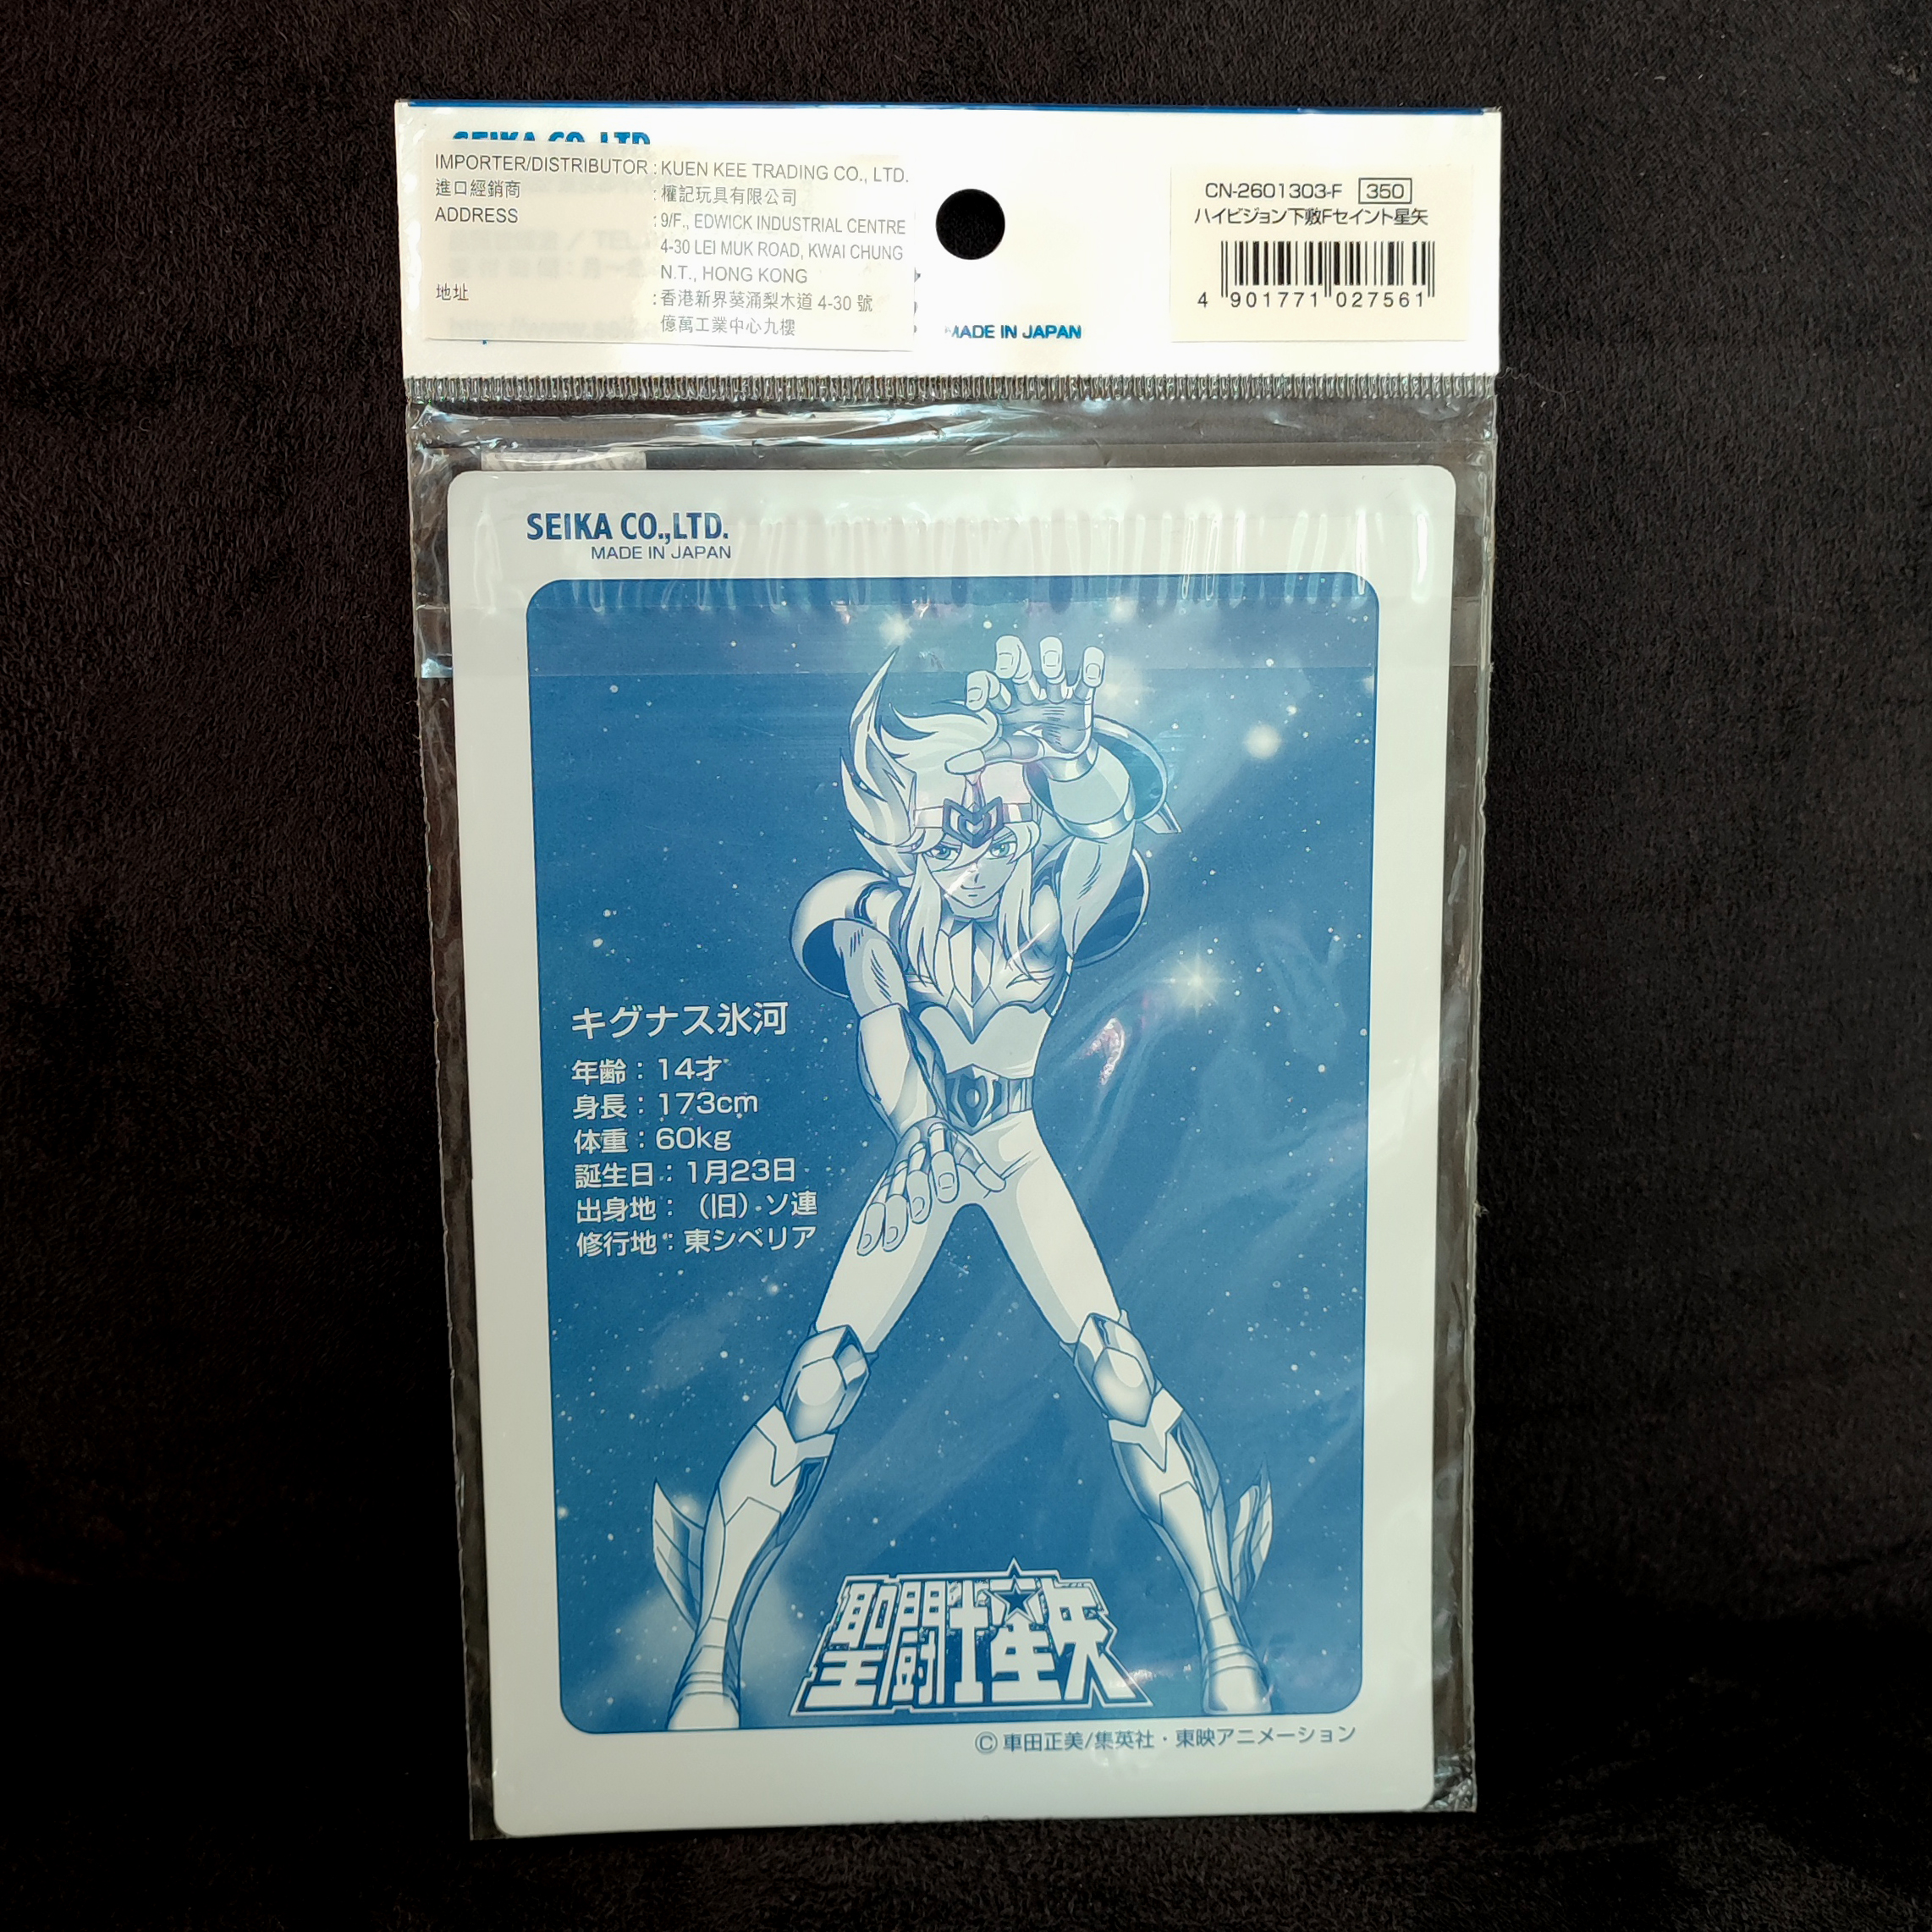 SEIKA CO.,LTD.
IMPORTER/DISTRIBUTOR : KUEN KEE TRADING CO., LTD.
進口經銷商 : 權記玩具有限公司
ADDRESS : 9/F., EDWICK INDUSTRIAL CENTRE
4-30 LEI MUK ROAD, KWAI CHUNG
N.T., HONG KONG
地址 : 香港新界葵涌梨木道 4-30 號
億萬工業中心九樓
MADE IN JAPAN
CN-2601303-F 350
ハイビジョン下敷Fセイント星矢
4 901771 027561
SEIKA CO.,LTD.
MADE IN JAPAN
キグナス氷河
年齢：14才
身長：173cm
体重：60kg
誕生日：1月23日
出身地：（旧）ソ連
修行地：東シベリア
聖闘士星矢
©車田正美/集英社・東映アニメーション